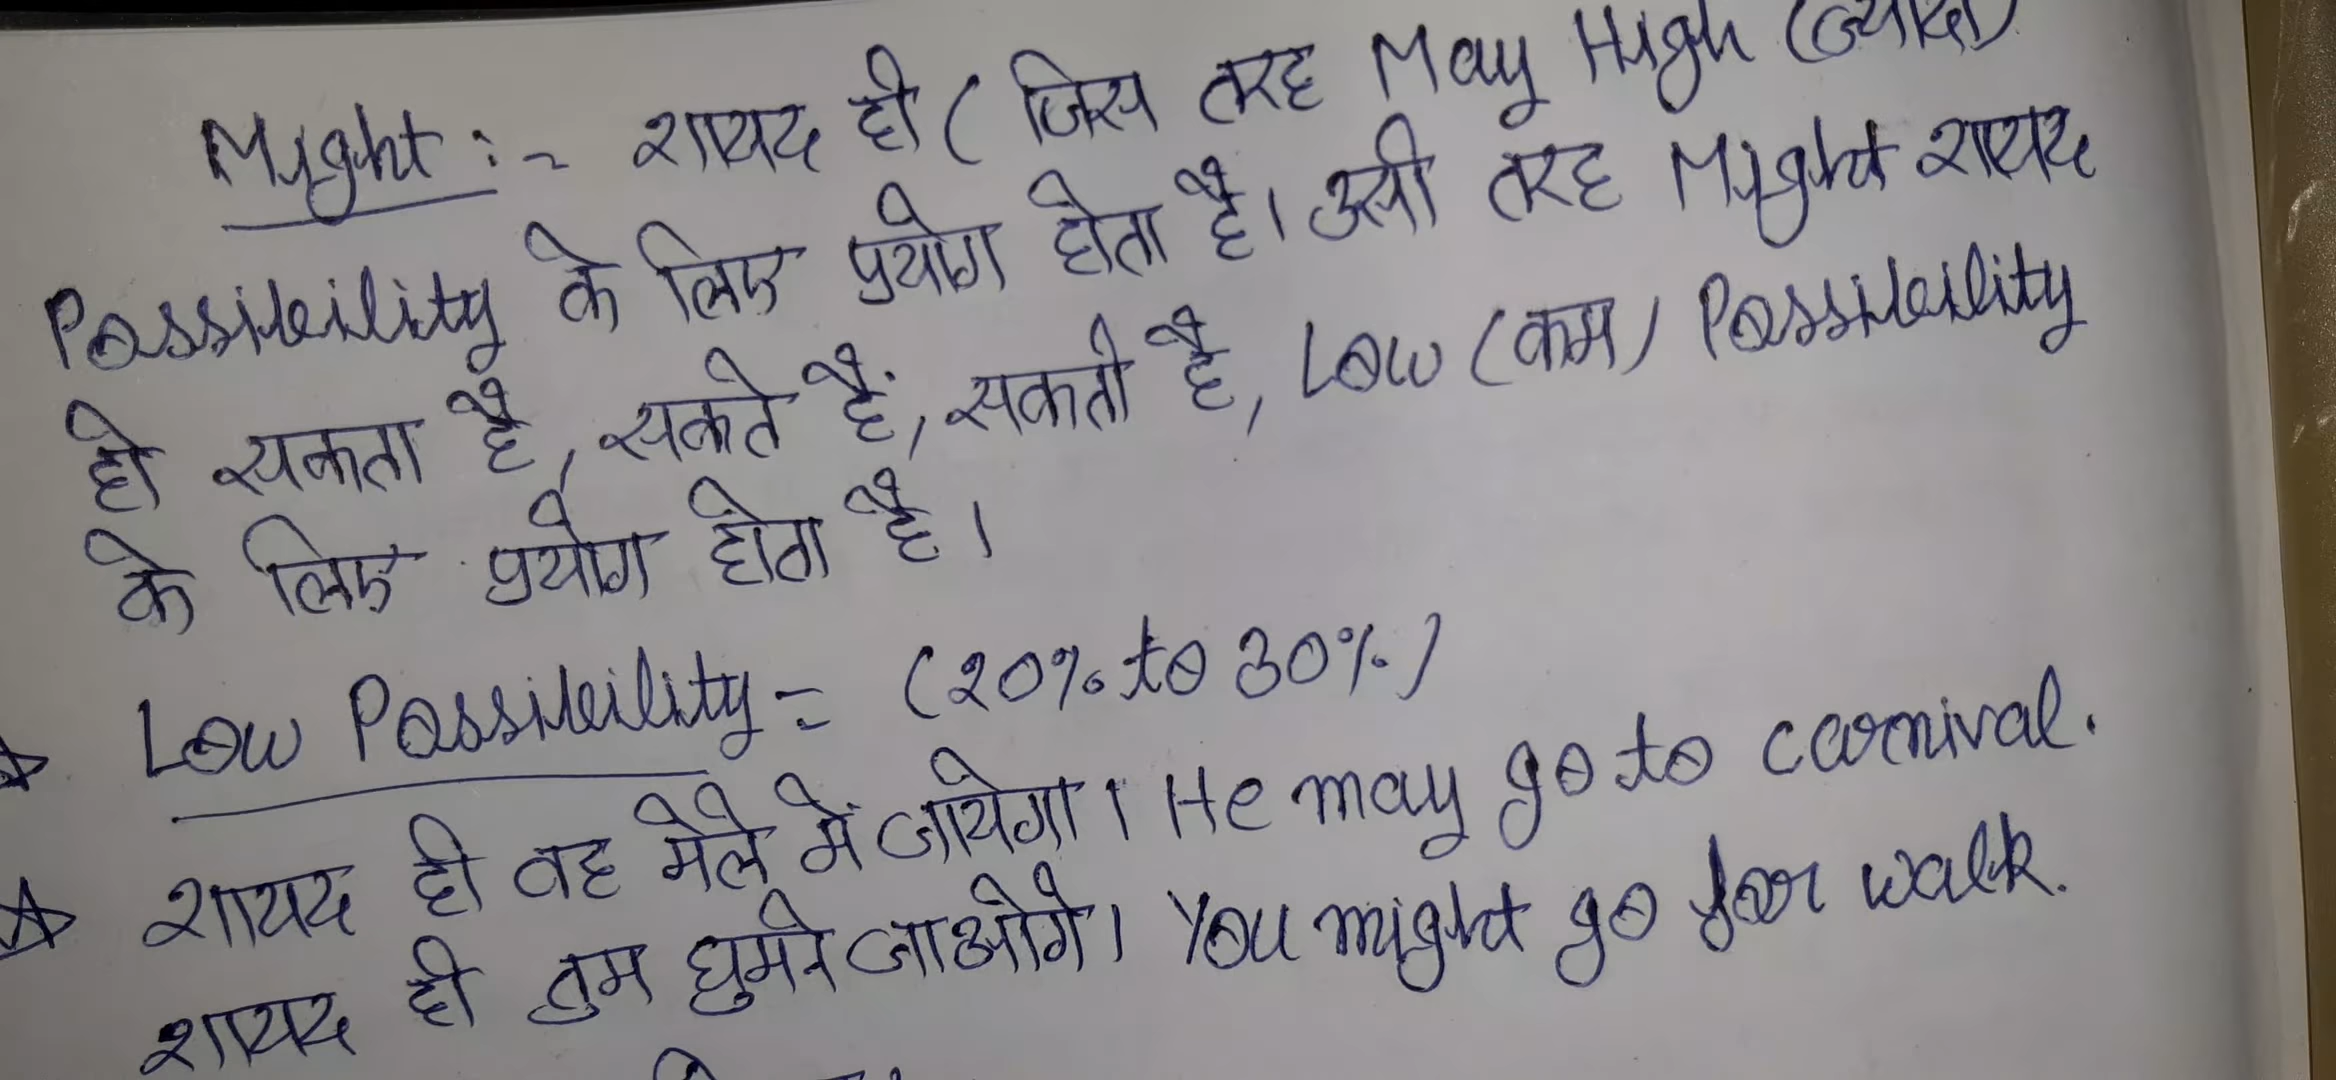 Might :- शायद ही ( जिस तरह May High (ज्यादा)
Possibility के लिए प्रयोग होता है। उसी तरह Might शायद
हो सकता है, सकते हैं, सकती है, Low (कम) Possibility
के लिए प्रयोग होता है।
Low Possibility = (20% to 30%)
शायद ही वह मेले में जायेगा। He may go to carnival.
शायद ही तुम घुमने जाओगे। You might go for walk.